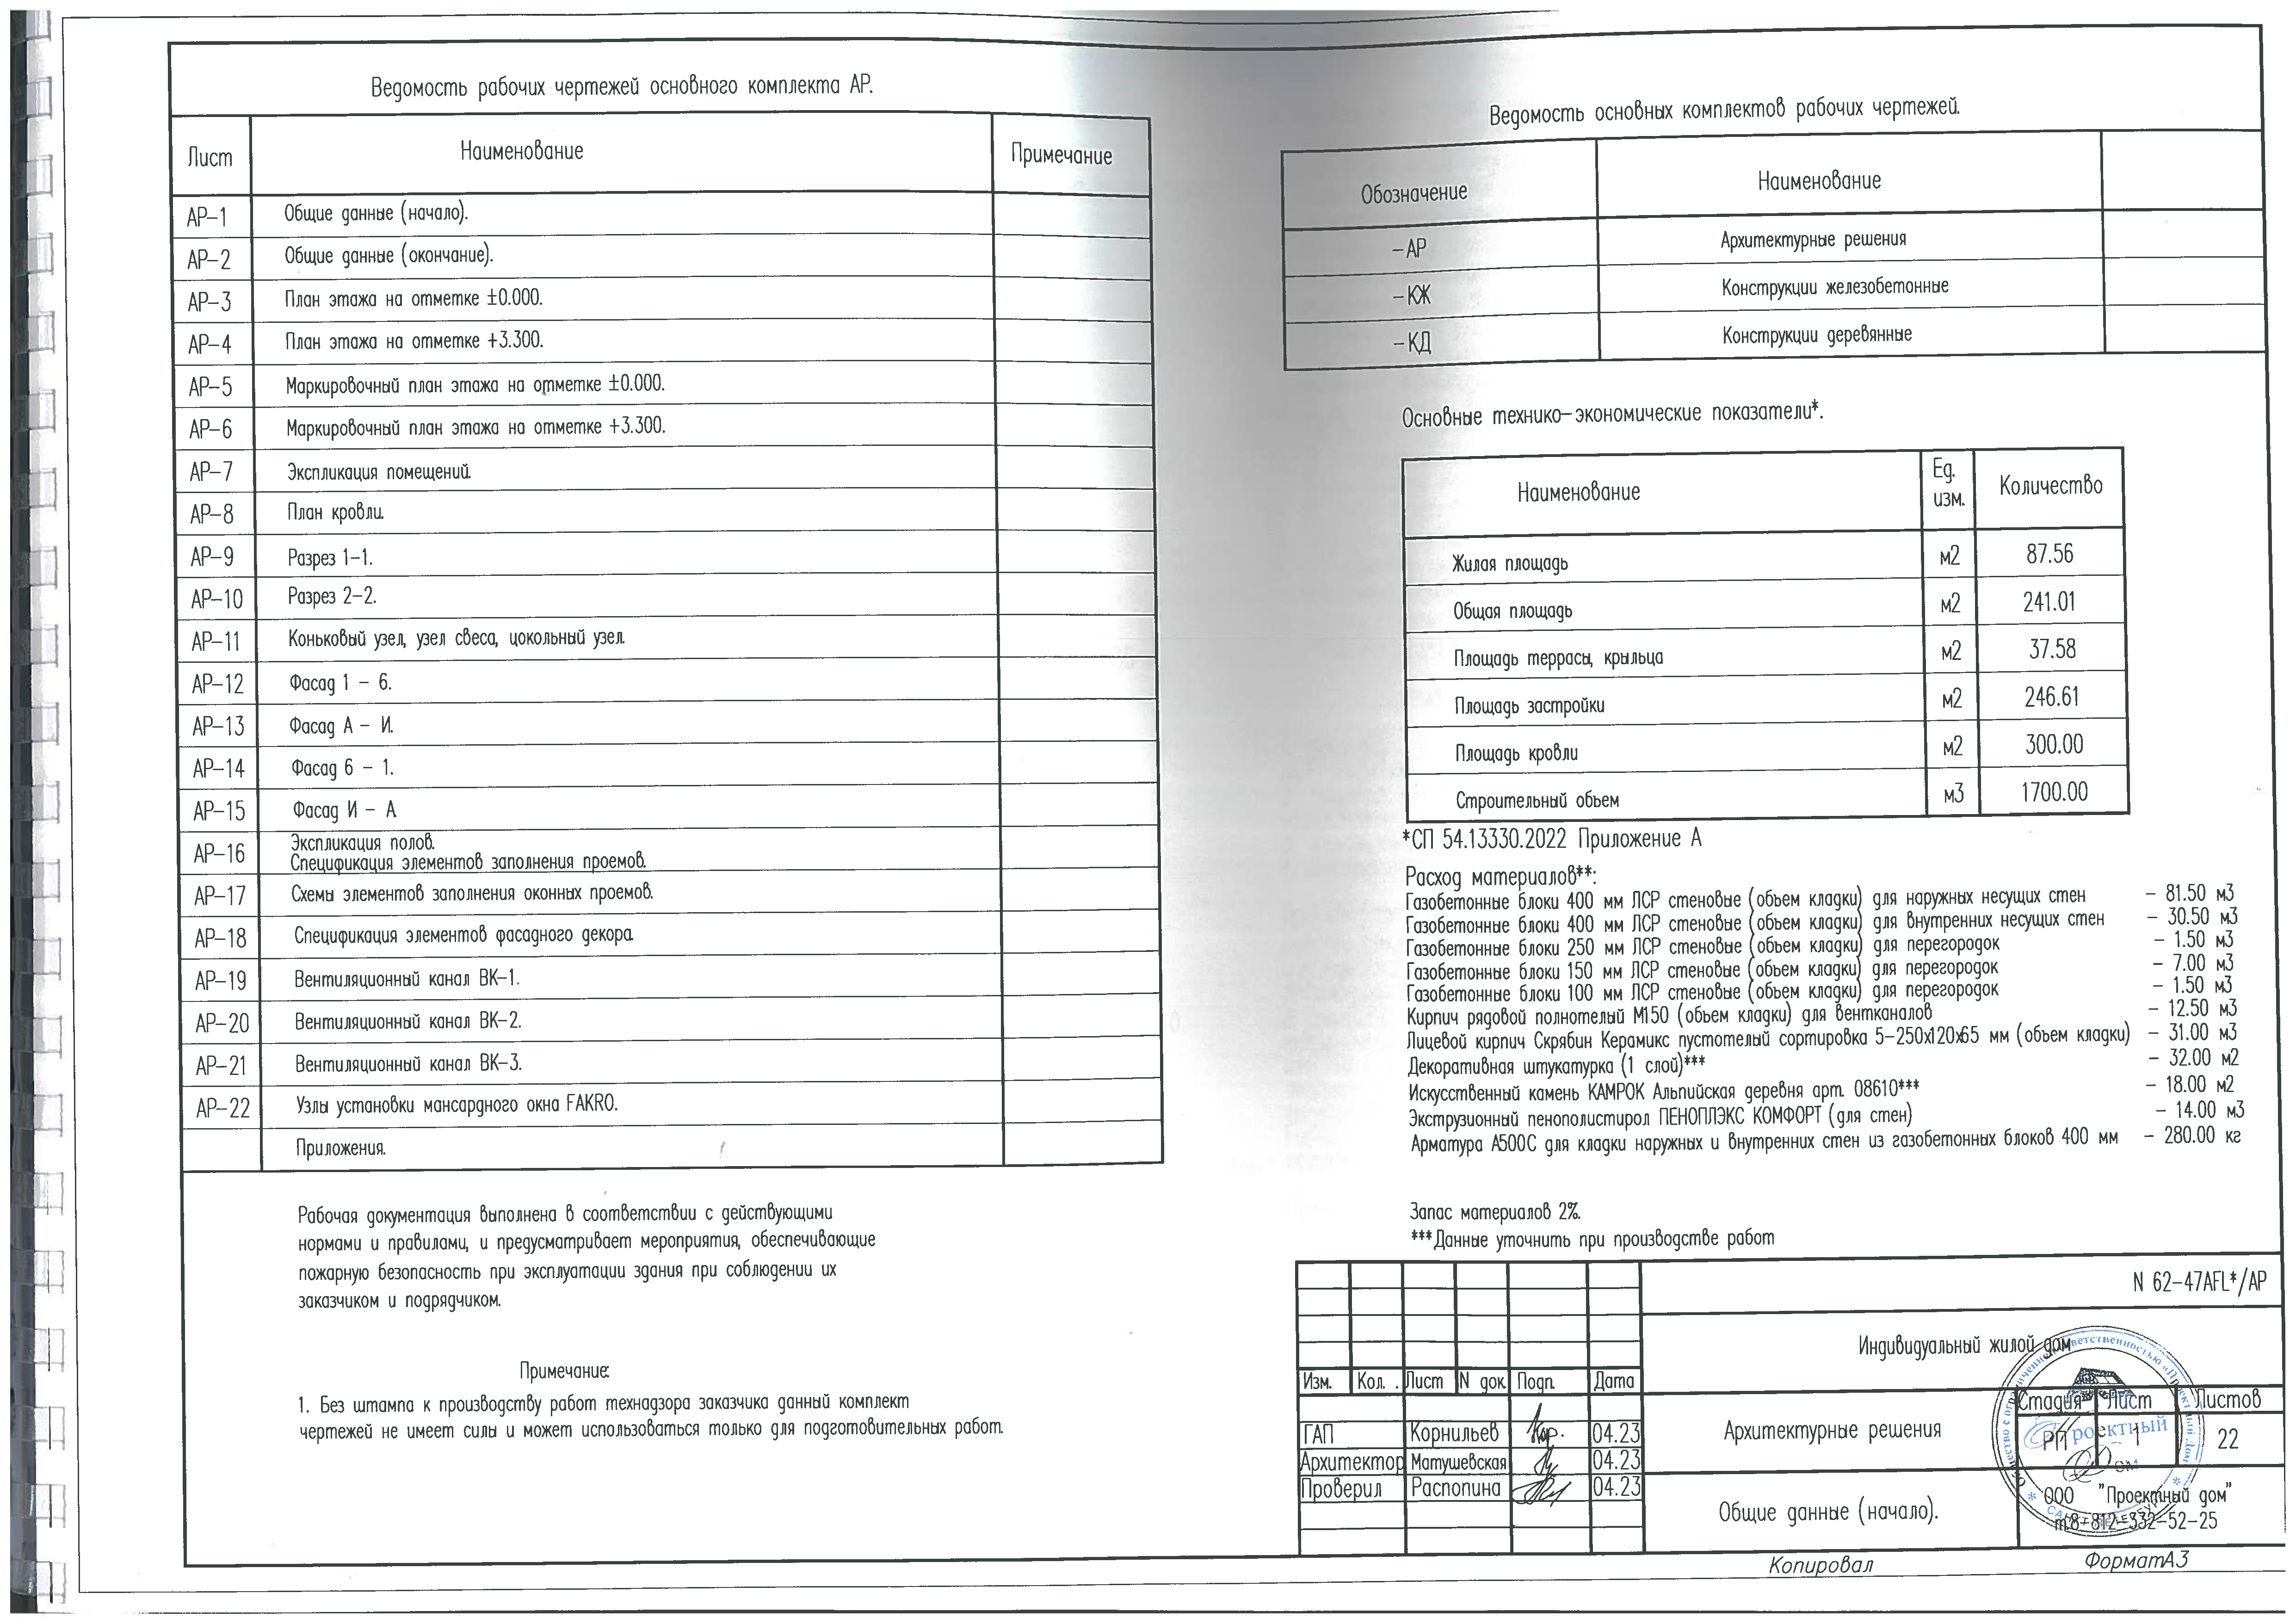 Ведомость рабочих чертежей основного комплекта АР.
Лист Наименование Примечание
АР-1 Общие данные (начало).
АР-2 Общие данные (окончание).
АР-3 План этажа на отметке ±0.000.
АР-4 План этажа на отметке +3.300.
АР-5 Маркировочный план этажа на отметке ±0.000.
АР-6 Маркировочный план этажа на отметке +3.300.
АР-7 Экспликация помещений.
АР-8 План кровли.
АР-9 Разрез 1-1.
АР-10 Разрез 2-2.
АР-11 Коньковый узел, узел свеса, цокольный узел.
АР-12 Фасад 1 - 6.
АР-13 Фасад А - И.
АР-14 Фасад 6 - 1.
АР-15 Фасад И - А
АР-16 Экспликация полов.
Спецификация элементов заполнения проемов.
АР-17 Схемы элементов заполнения оконных проемов.
АР-18 Спецификация элементов фасадного декора.
АР-19 Вентиляционный канал ВК-1.
АР-20 Вентиляционный канал ВК-2.
АР-21 Вентиляционный канал ВК-3.
АР-22 Узлы установки мансардного окна FAKRO.
Приложения.
Рабочая документация выполнена в соответствии с действующими
нормами и правилами, и предусматривает мероприятия, обеспечивающие
пожарную безопасность при эксплуатации здания при соблюдении их
заказчиком и подрядчиком.
Примечание:
1. Без штампа к производству работ технадзора заказчика данный комплект
чертежей не имеет силы и может использоваться только для подготовительных работ.
Ведомость основных комплектов рабочих чертежей.
Обозначение Наименование
-АР Архитектурные решения
-КЖ Конструкции железобетонные
-КД Конструкции деревянные
Основные технико-экономические показатели*.
Наименование Ед. изм. Количество
Жилая площадь м2 87.56
Общая площадь м2 241.01
Площадь террасы, крыльца м2 37.58
Площадь застройки м2 246.61
Площадь кровли м2 300.00
Строительный объем м3 1700.00
*СП 54.13330.2022 Приложение А
Расход материалов**:
Газобетонные блоки 400 мм ЛСР стеновые (объем кладки) для наружных несущих стен - 81.50 м3
Газобетонные блоки 400 мм ЛСР стеновые (объем кладки) для внутренних несущих стен - 30.50 м3
Газобетонные блоки 250 мм ЛСР стеновые (объем кладки) для перегородок - 1.50 м3
Газобетонные блоки 150 мм ЛСР стеновые (объем кладки) для перегородок - 7.00 м3
Газобетонные блоки 100 мм ЛСР стеновые (объем кладки) для перегородок - 1.50 м3
Кирпич рядовой полнотелый М150 (объем кладки) для вентканалов - 12.50 м3
Лицевой кирпич Скрябин Керамикс пустотелый сортировка 5-250х120х65 мм (объем кладки) - 31.00 м3
Декоративная штукатурка (1 слой)*** - 32.00 м2
Искусственный камень КАМРОК Альпийская деревня арт. 08610*** - 18.00 м2
Экструзионный пенополистирол ПЕНОПЛЭКС КОМФОРТ (для стен) - 14.00 м3
Арматура А500С для кладки наружных и внутренних стен из газобетонных блоков 400 мм - 280.00 кг
Запас материалов 2%.
***Данные уточнить при производстве работ
N 62-47AFL*/АР
Индивидуальный жилой дом
Изм. Кол. Лист N док. Подп. Дата
ГАП Корнильев 04.23
Архитектор Матушевская 04.23
Проверил Распопина 04.23
Архитектурные решения
Стадия Лист Листов
РП 1 22
Общие данные (начало).
ООО "Проектный дом"
т.8-812-332-52-25
Копировал ФорматА3